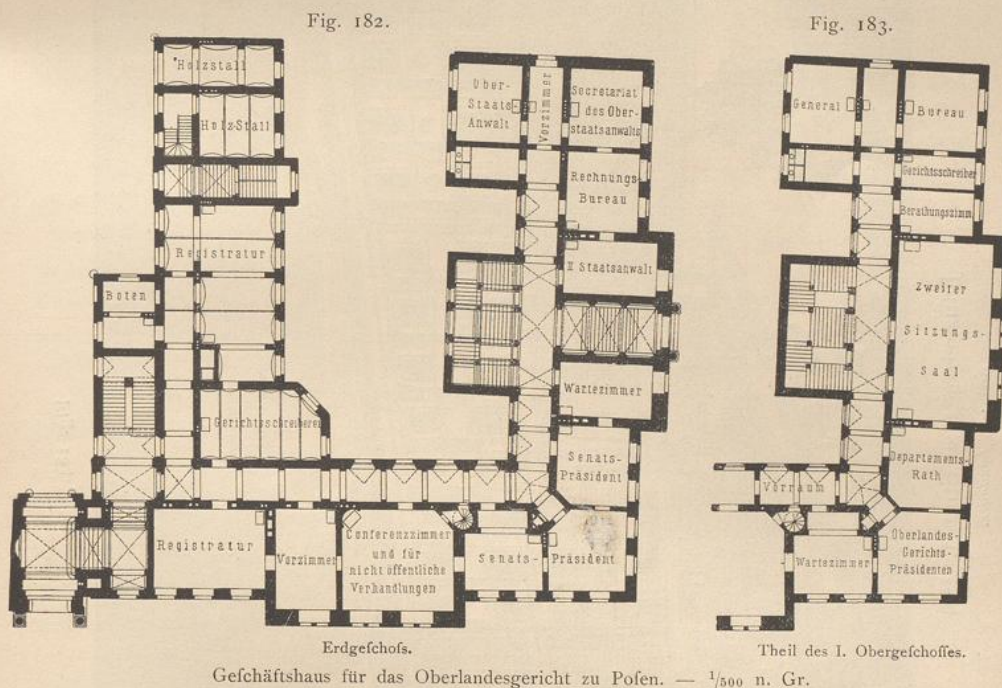 Fig. 182.
Holzstall
Holz-Stall
Registratur
Boten
Gerichtsschreiberei
Registratur
Vorzimmer
Conferenzzimmer
und für
nicht öffentliche
Verhandlungen
Senats-
Präsident
Ober-
Staats-
Anwalt
Vorzimmer
Secretariat
des Ober-
staatsanwalts
Rechnungs-
Bureau
II Staatsanwalt
Wartezimmer
Senats-
Präsident
Erdgeſchoſs.
Fig. 183.
General
Bureau
Gerichtsschreiber
Berathungszimm
Zweiter
Sitzungs-
saal
Departements
Rath
Vorraum
Wartezimmer
Oberlandes-
Gerichts-
Präsidenten
Theil des I. Obergeſchoſſes.
Geſchäftshaus für das Oberlandesgericht zu Poſen. — 1/500 n. Gr.